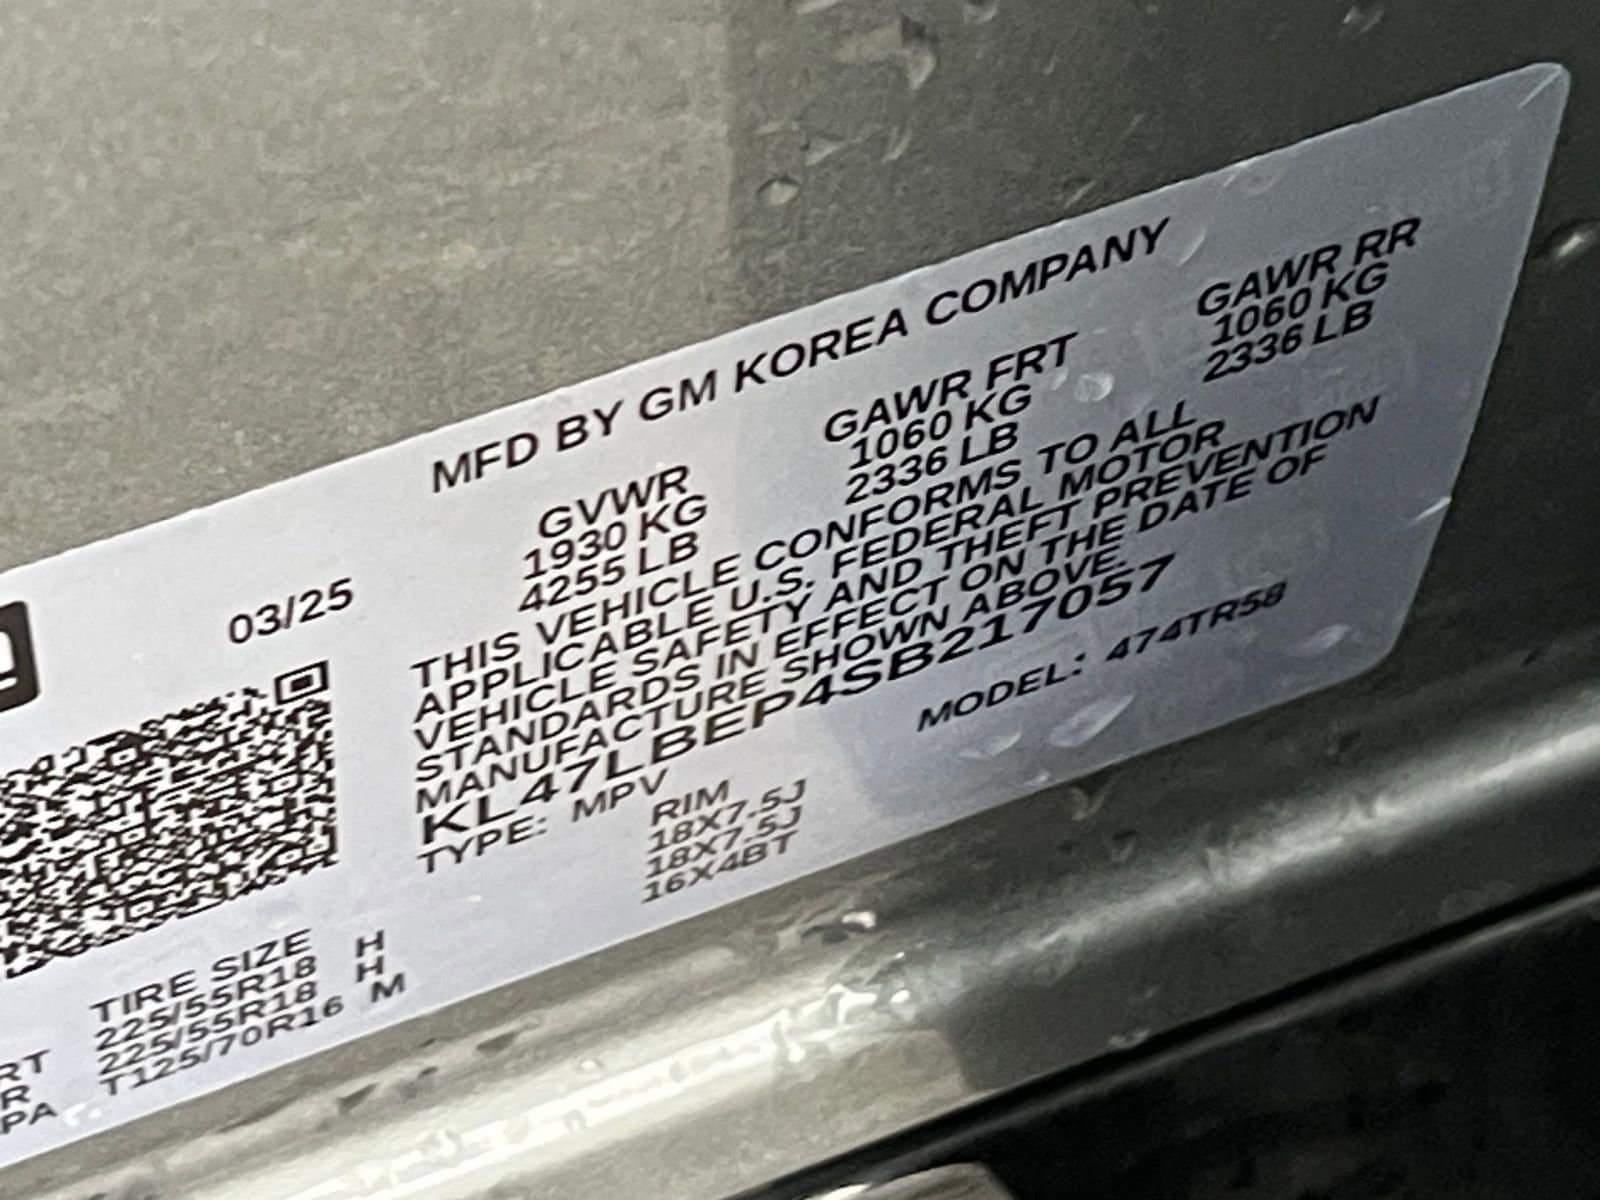 MFD BY GM KOREA COMPANY
03/25
GVWR GAWR FRT GAWR RR
1930 KG 1060 KG 1060 KG
4255 LB 2336 LB 2336 LB
THIS VEHICLE CONFORMS TO ALL
APPLICABLE U.S. FEDERAL MOTOR
VEHICLE SAFETY AND THEFT PREVENTION
STANDARDS IN EFFECT ON THE DATE OF
MANUFACTURE SHOWN ABOVE.
KL47LBEP4SB217057
TYPE: MPV MODEL: 474TR58
TIRE SIZE RIM
RT 225/55R18 H 18X7.5J
R 225/55R18 H 18X7.5J
PA T125/70R16 M 16X4BT